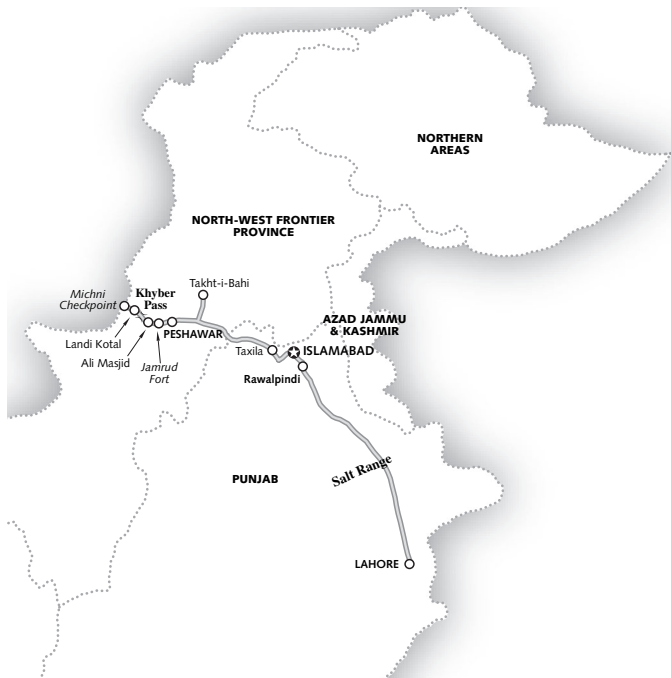 NORTHERN
AREAS
NORTH-WEST FRONTIER
PROVINCE
Takht-i-Bahi
Michni
Checkpoint
Khyber
Pass
AZAD JAMMU
& KASHMIR
Landi Kotal
PESHAWAR
Ali Masjid
Jamrud
Fort
Taxila
ISLAMABAD
Rawalpindi
Salt Range
PUNJAB
LAHORE